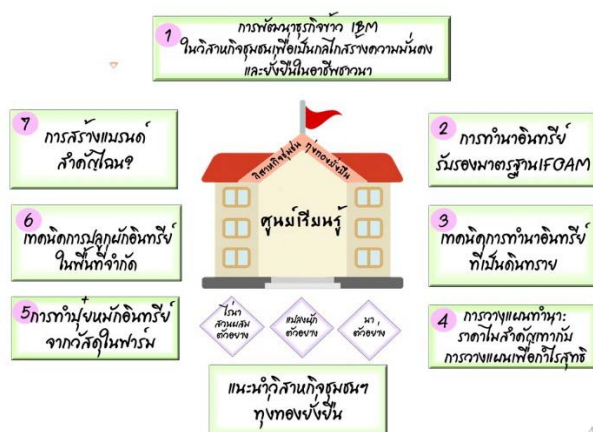 1
การพัฒนาธุรกิจข้าว IBM
ในวิสาหกิจชุมชนเพื่อเป็นกลไกสร้างความมั่นคง
และยั่งยืนในอาชีพชาวนา
2
การทำนาอินทรีย์
รับรองมาตรฐานIFOAM
3
เทคนิคการทำนาอินทรีย์
ที่เป็นดินทราย
4
การวางแผนทำนา:
ราคาไม่สำคัญเท่ากับ
การวางแผนเพื่อกำไรสุทธิ
5
การทำปุ๋ยหมักอินทรีย์
จากวัสดุในฟาร์ม
6
เทคนิคการปลูกผักอินทรีย์
ในพื้นที่จำกัด
7
การสร้างแบรนด์
สำคัญไฉน?
วิสาหกิจชุมชน
ทุ่งทองยั่งยืน
ศูนย์เรียนรู้
ไร่นา
สวนผสม
ตัวอย่าง
แปลงผัก
ตัวอย่าง
นา
ตัวอย่าง
แนะนำวิสาหกิจชุมชนฯ
ทุ่งทองยั่งยืน